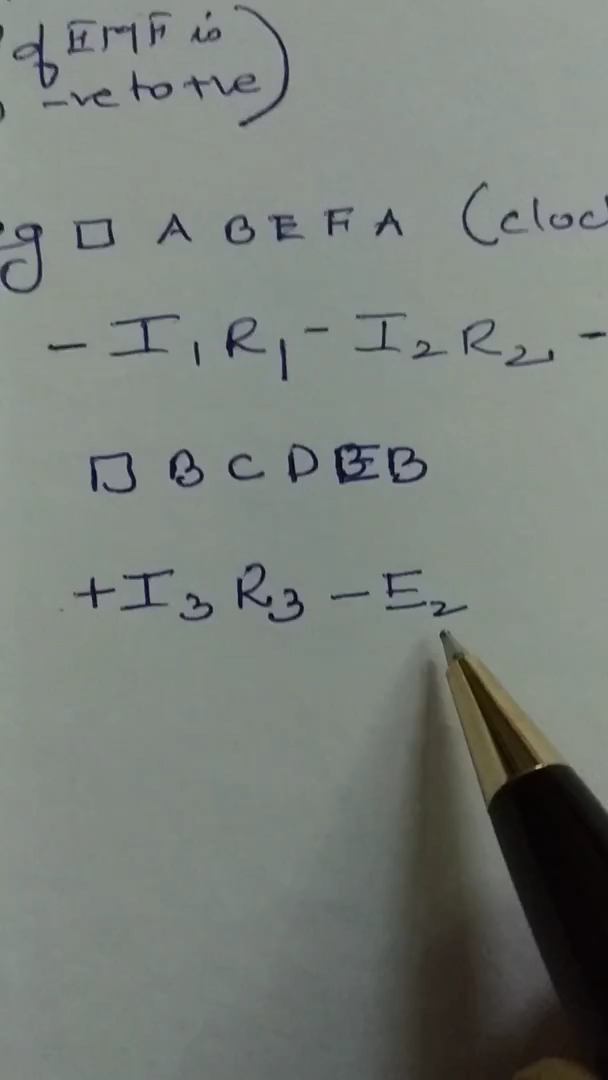 of EMF is
-ve to +ve)
□ A B E F A (cloc
- I₁ R₁ - I₂ R₂ -
□ B C D E B
+ I₃ R₃ - E₂